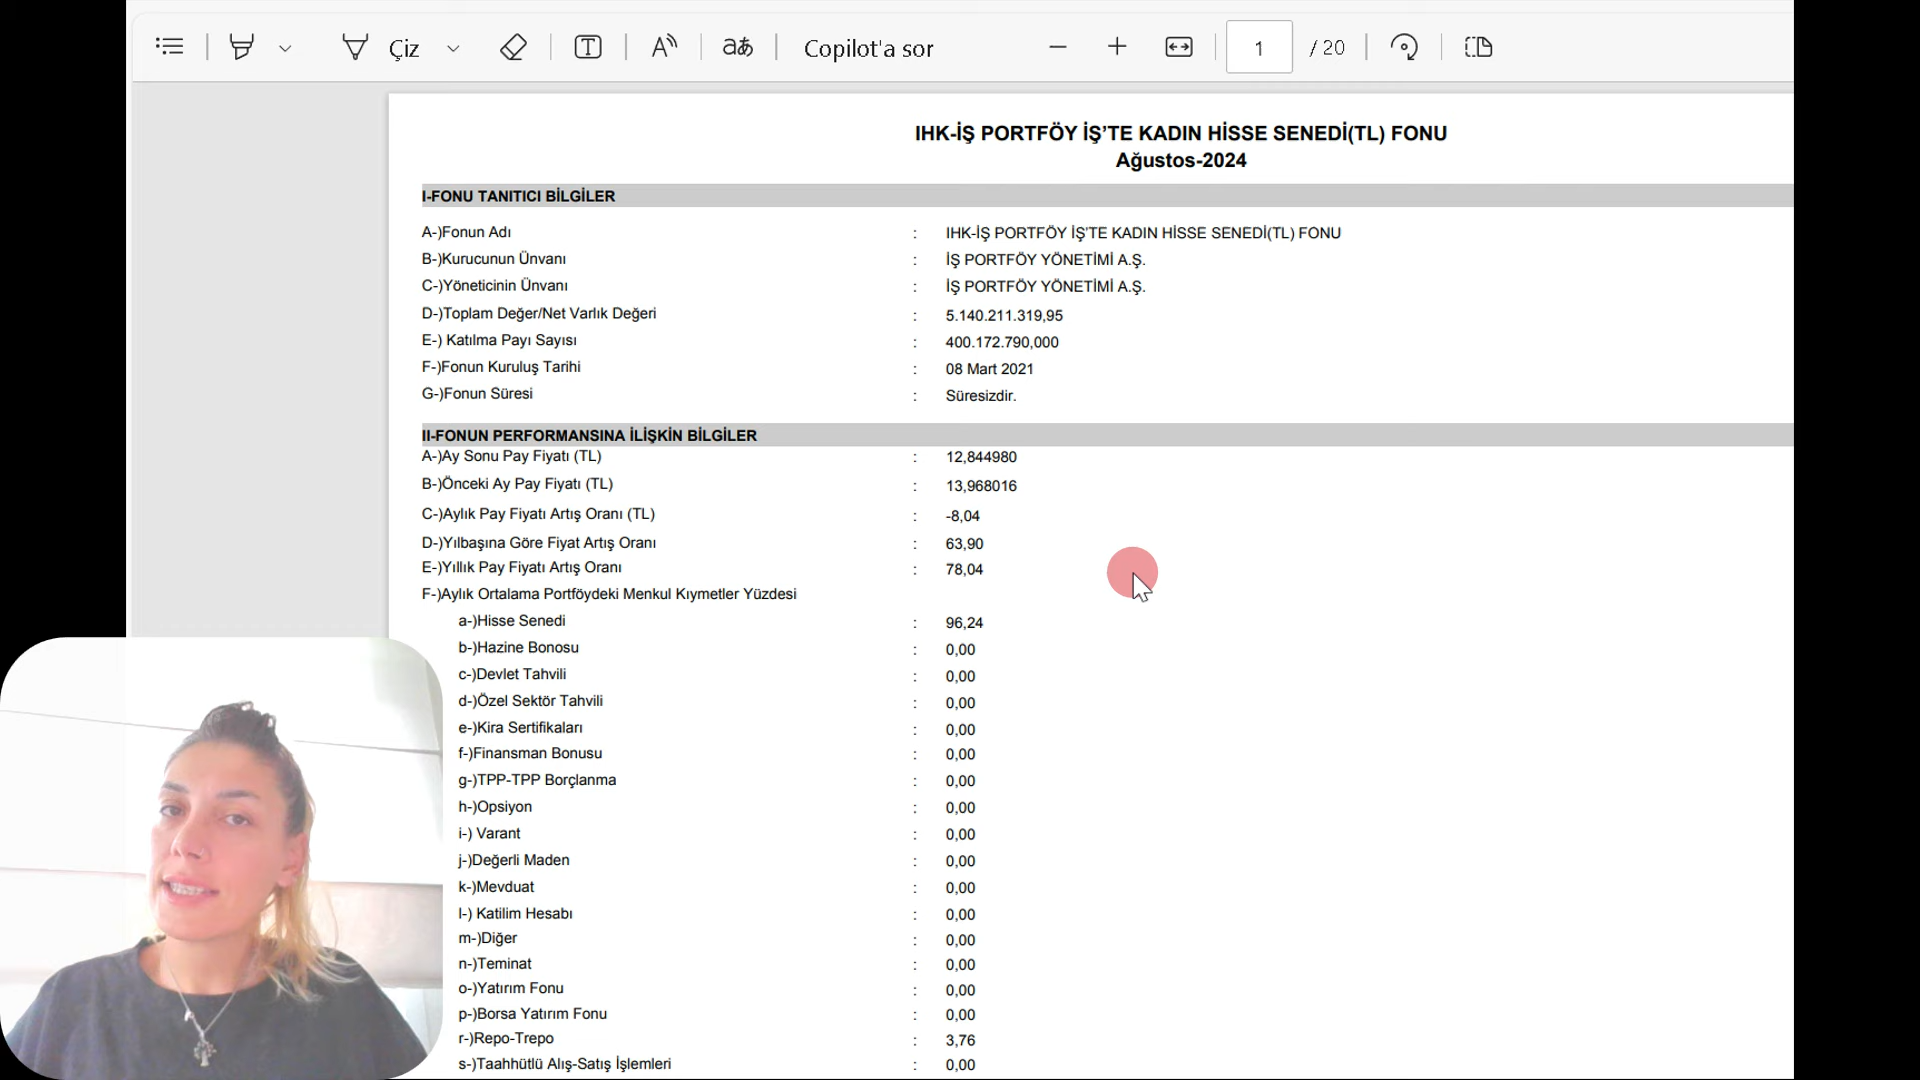 Çiz
aあ
Copilot'a sor
1 / 20
IHK-İŞ PORTFÖY İŞ'TE KADIN HİSSE SENEDİ(TL) FONU
Ağustos-2024
I-FONU TANITICI BİLGİLER
A-)Fonun Adı : IHK-İŞ PORTFÖY İŞ'TE KADIN HİSSE SENEDİ(TL) FONU
B-)Kurucunun Ünvanı : İŞ PORTFÖY YÖNETİMİ A.Ş.
C-)Yöneticinin Ünvanı : İŞ PORTFÖY YÖNETİMİ A.Ş.
D-)Toplam Değer/Net Varlık Değeri : 5.140.211.319,95
E-) Katılma Payı Sayısı : 400.172.790,000
F-)Fonun Kuruluş Tarihi : 08 Mart 2021
G-)Fonun Süresi : Süresizdir.
II-FONUN PERFORMANSINA İLİŞKİN BİLGİLER
A-)Ay Sonu Pay Fiyatı (TL) : 12,844980
B-)Önceki Ay Pay Fiyatı (TL) : 13,968016
C-)Aylık Pay Fiyatı Artış Oranı (TL) : -8,04
D-)Yılbaşına Göre Fiyat Artış Oranı : 63,90
E-)Yıllık Pay Fiyatı Artış Oranı : 78,04
F-)Aylık Ortalama Portföydeki Menkul Kıymetler Yüzdesi
a-)Hisse Senedi : 96,24
b-)Hazine Bonosu : 0,00
c-)Devlet Tahvili : 0,00
d-)Özel Sektör Tahvili : 0,00
e-)Kira Sertifikaları : 0,00
f-)Finansman Bonusu : 0,00
g-)TPP-TPP Borçlanma : 0,00
h-)Opsiyon : 0,00
i-) Varant : 0,00
j-)Değerli Maden : 0,00
k-)Mevduat : 0,00
l-) Katilim Hesabı : 0,00
m-)Diğer : 0,00
n-)Teminat : 0,00
o-)Yatırım Fonu : 0,00
p-)Borsa Yatırım Fonu : 0,00
r-)Repo-Trepo : 3,76
s-)Taahhütlü Alış-Satış İşlemleri : 0,00